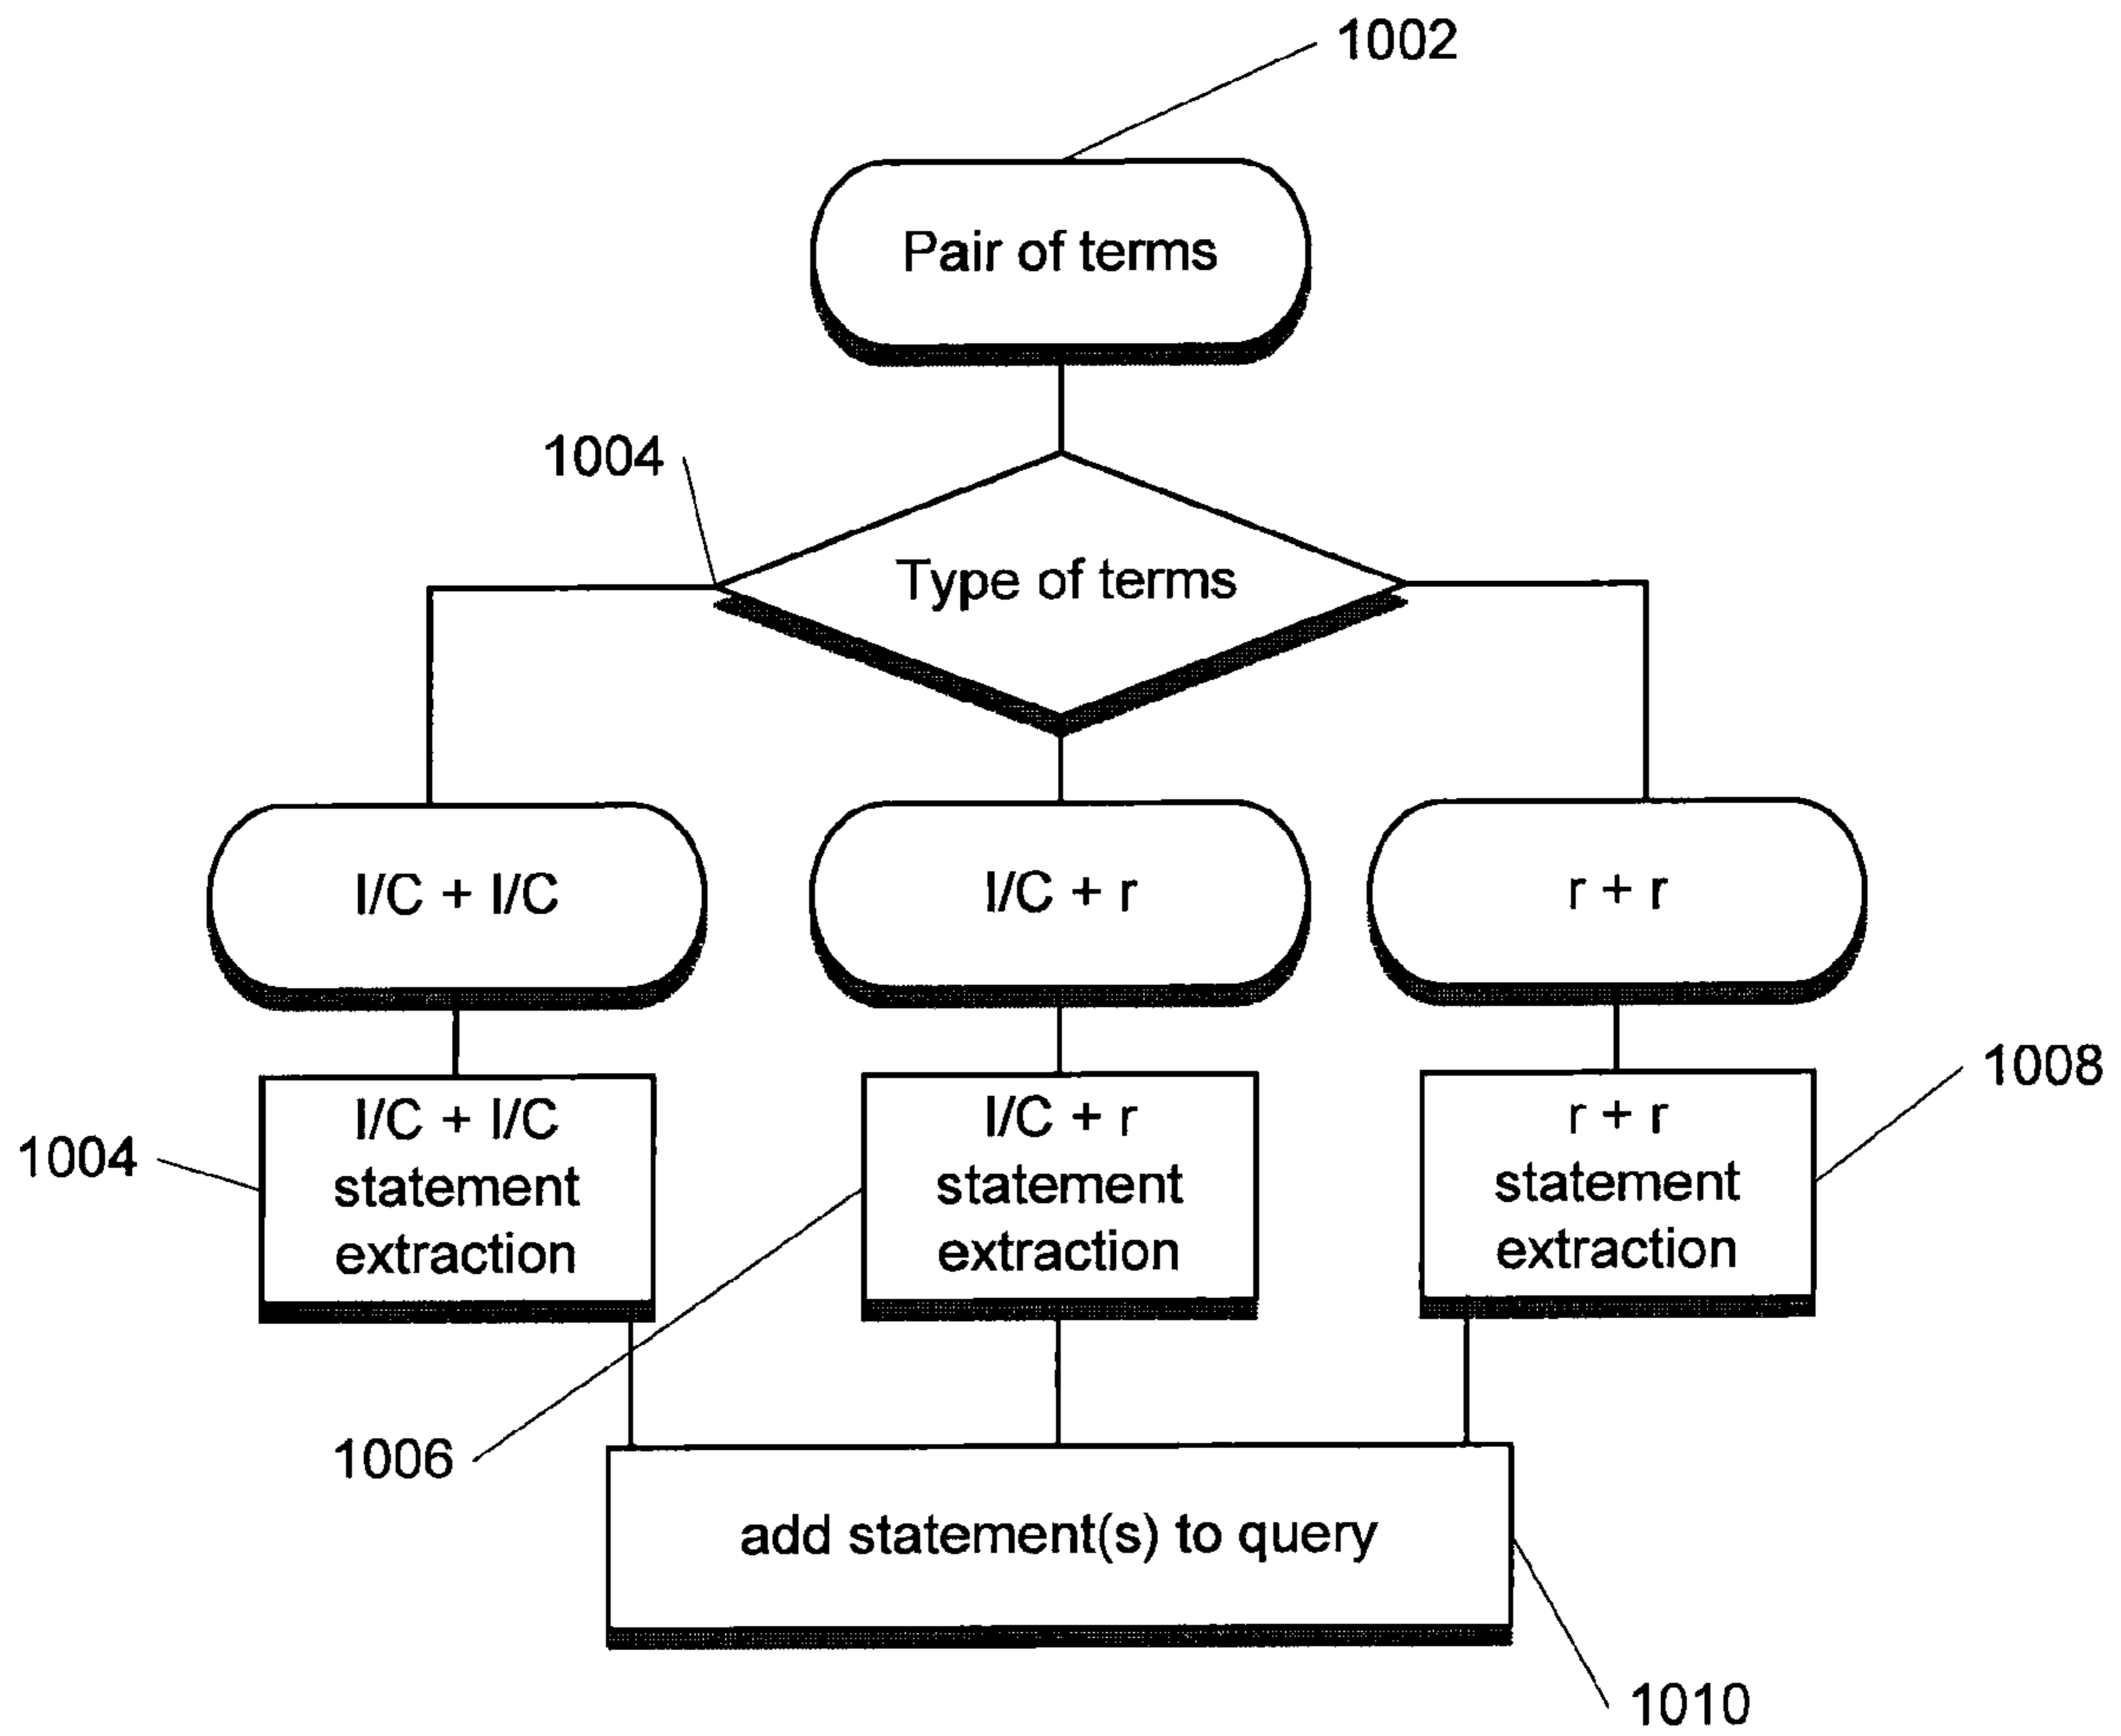 1002
Pair of terms
1004
Type of terms
I/C + I/C
I/C + r
r + r
1004
I/C + I/C
statement
extraction
1006
I/C + r
statement
extraction
1008
r + r
statement
extraction
add statement(s) to query
1010